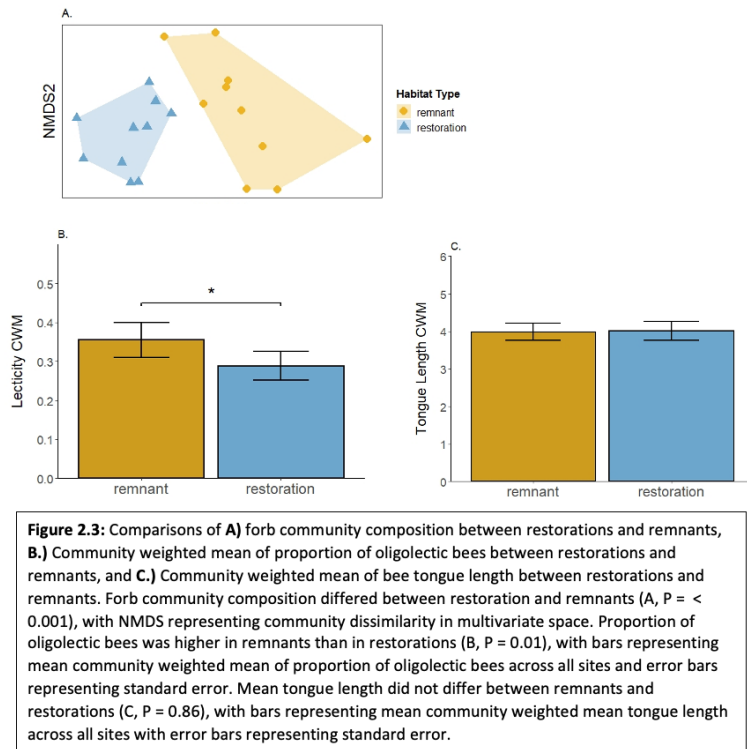 A.
NMDS2
Habitat Type
remnant
restoration
B.
Lecticity CWM
0.5
0.4
0.3
0.2
0.1
0.0
*
remnant
restoration
C.
Tongue Length CWM
6
5
4
3
2
1
0
remnant
restoration
Figure 2.3: Comparisons of A) forb community composition between restorations and remnants,
B.) Community weighted mean of proportion of oligolectic bees between restorations and
remnants, and C.) Community weighted mean of bee tongue length between restorations and
remnants. Forb community composition differed between restoration and remnants (A, P = <
0.001), with NMDS representing community dissimilarity in multivariate space. Proportion of
oligolectic bees was higher in remnants than in restorations (B, P = 0.01), with bars representing
mean community weighted mean of proportion of oligolectic bees across all sites and error bars
representing standard error. Mean tongue length did not differ between remnants and
restorations (C, P = 0.86), with bars representing mean community weighted mean tongue length
across all sites with error bars representing standard error.